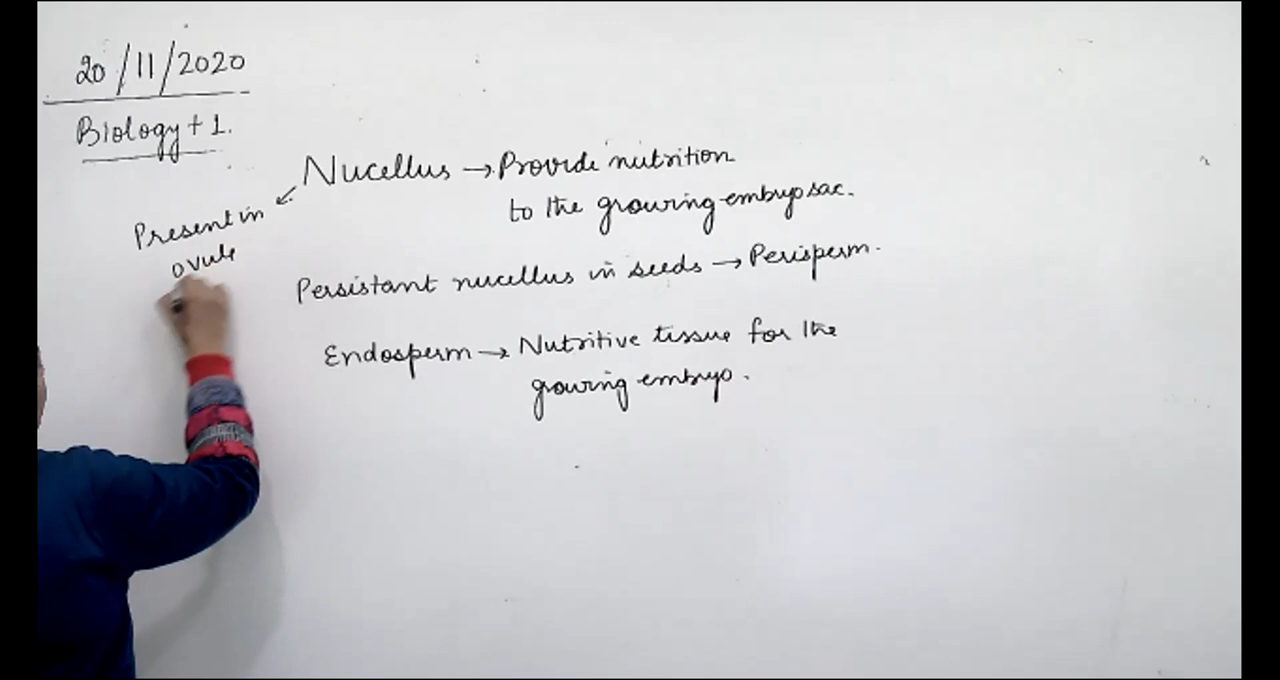 20/11/2020
Biology + 1.
Nucellus → Provide nutrition
to the growing embryo sac.
Present in
ovule
Persistant nucellus in seeds → Perisperm.
Endosperm → Nutritive tissue for the
growing embryo.